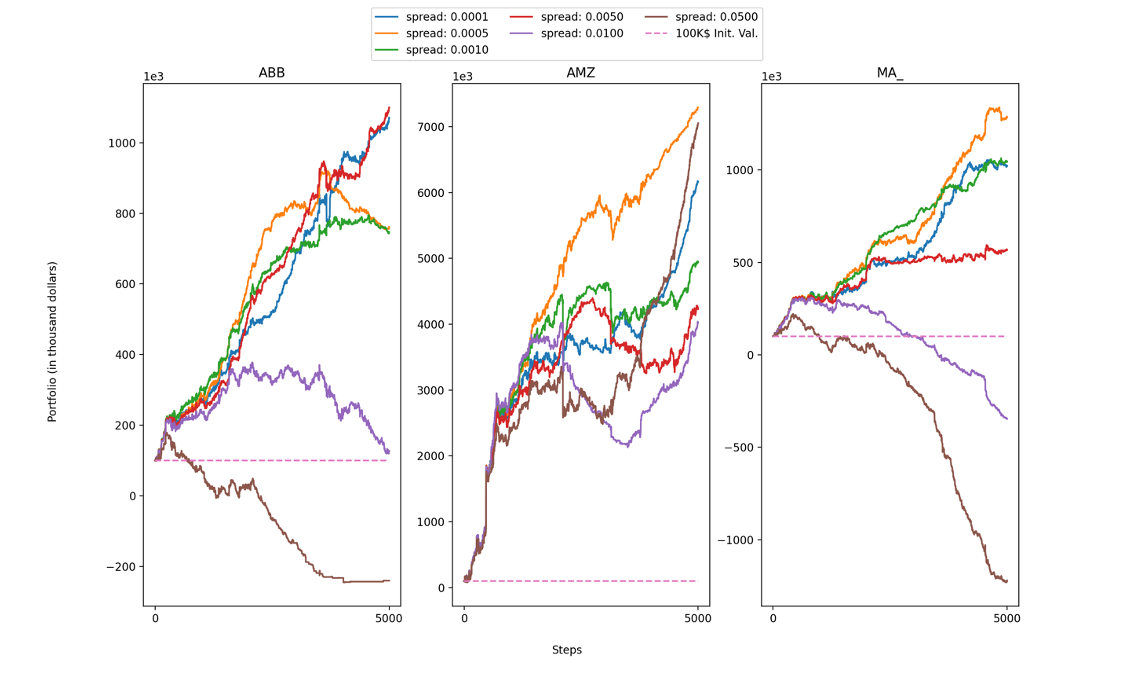 spread: 0.0001
spread: 0.0005
spread: 0.0010
spread: 0.0050
spread: 0.0100
spread: 0.0500
100K$ Init. Val.
ABB
1e3
1000
800
600
400
200
0
−200
0
5000
AMZ
1e3
7000
6000
5000
4000
3000
2000
1000
0
0
5000
MA_
1e3
1000
500
0
−500
−1000
0
5000
Portfolio (in thousand dollars)
Steps